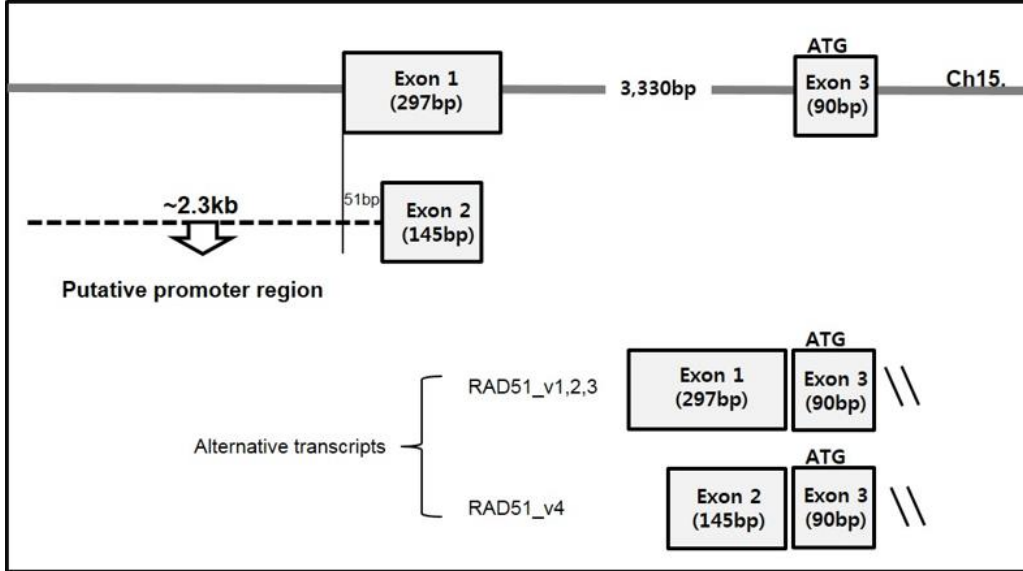 ATG
Exon 1
(297bp)
3,330bp
Exon 3
(90bp)
Ch15.
~2.3kb
51bp
Exon 2
(145bp)
Putative promoter region
ATG
RAD51_v1,2,3
Exon 1
(297bp)
Exon 3
(90bp)
Alternative transcripts
ATG
RAD51_v4
Exon 2
(145bp)
Exon 3
(90bp)